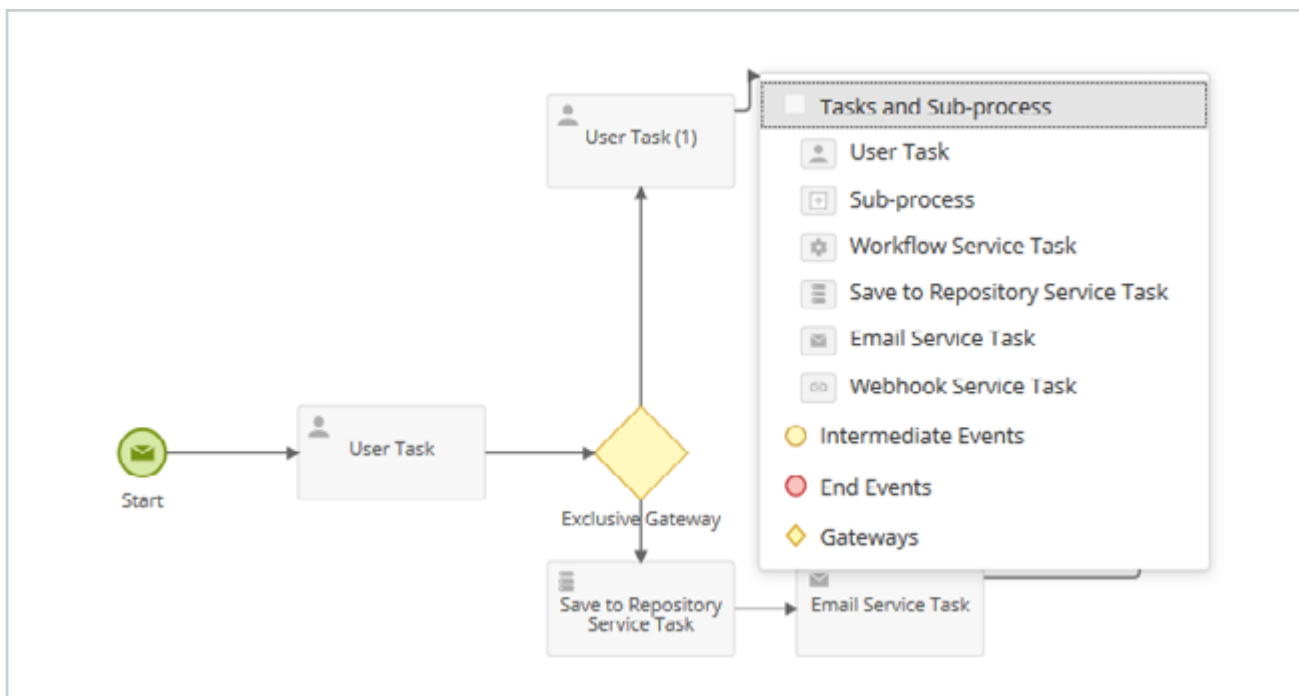 User Task (1)
Tasks and Sub-process
User Task
Sub-process
Workflow Service Task
Save to Repository Service Task
Email Service Task
Webhook Service Task
Intermediate Events
End Events
Gateways
User Task
Start
Exclusive Gateway
Save to Repository
Service Task
Email Service Task